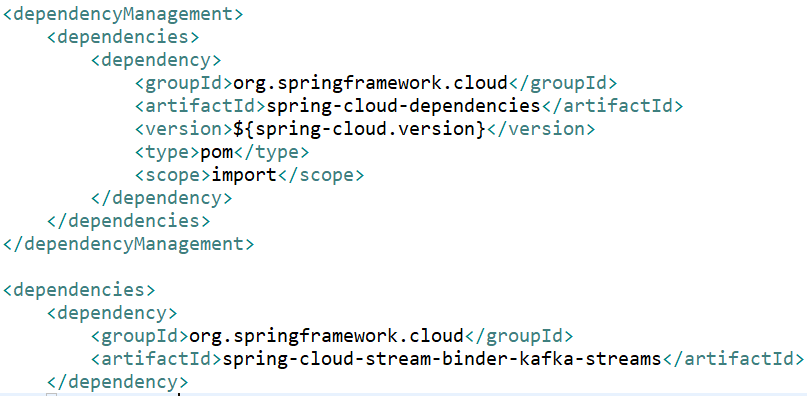 <dependencyManagement>
    <dependencies>
        <dependency>
            <groupId>org.springframework.cloud</groupId>
            <artifactId>spring-cloud-dependencies</artifactId>
            <version>${spring-cloud.version}</version>
            <type>pom</type>
            <scope>import</scope>
        </dependency>
    </dependencies>
</dependencyManagement>

<dependencies>
    <dependency>
        <groupId>org.springframework.cloud</groupId>
        <artifactId>spring-cloud-stream-binder-kafka-streams</artifactId>
    </dependency>